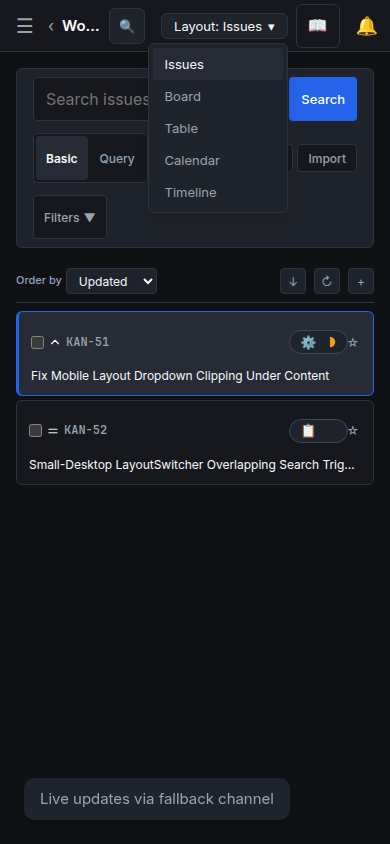 Wo...
Layout: Issues ▾
Issues
Board
Table
Calendar
Timeline
Search issues
Search
Basic
Query
Import
Filters ▼
Order by
Updated
KAN-51
Fix Mobile Layout Dropdown Clipping Under Content
KAN-52
Small-Desktop LayoutSwitcher Overlapping Search Trig...
Live updates via fallback channel